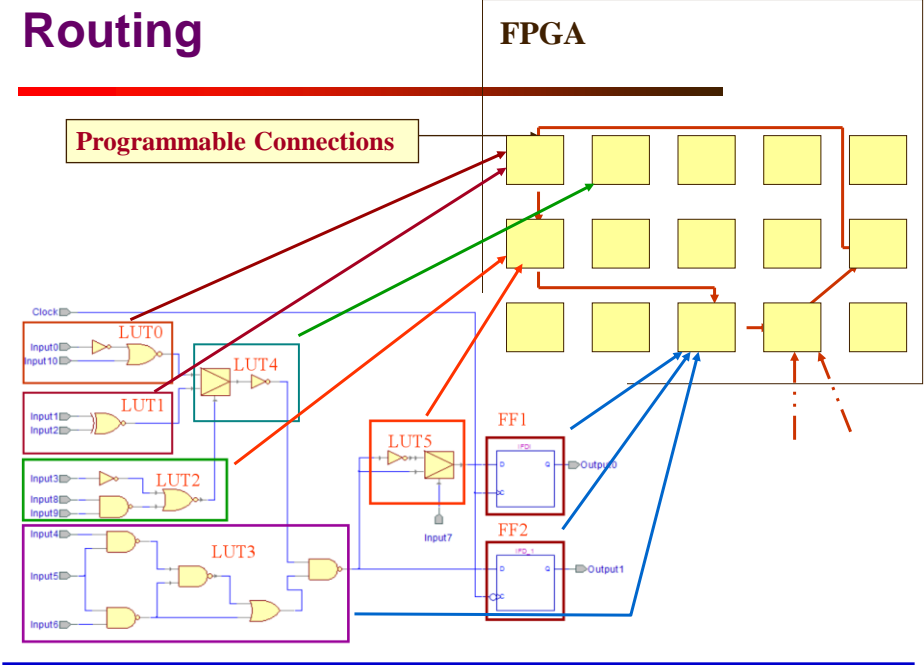 Routing
FPGA
Programmable Connections
Clock
LUT0
Input0
Input10
LUT4
LUT1
Input1
Input2
FF1
LUT5
Output0
D
Q
C
Input3
LUT2
Input8
Input9
Input7
FF2
Input4
LUT3
Input5
D
Q
Output1
C
Input6